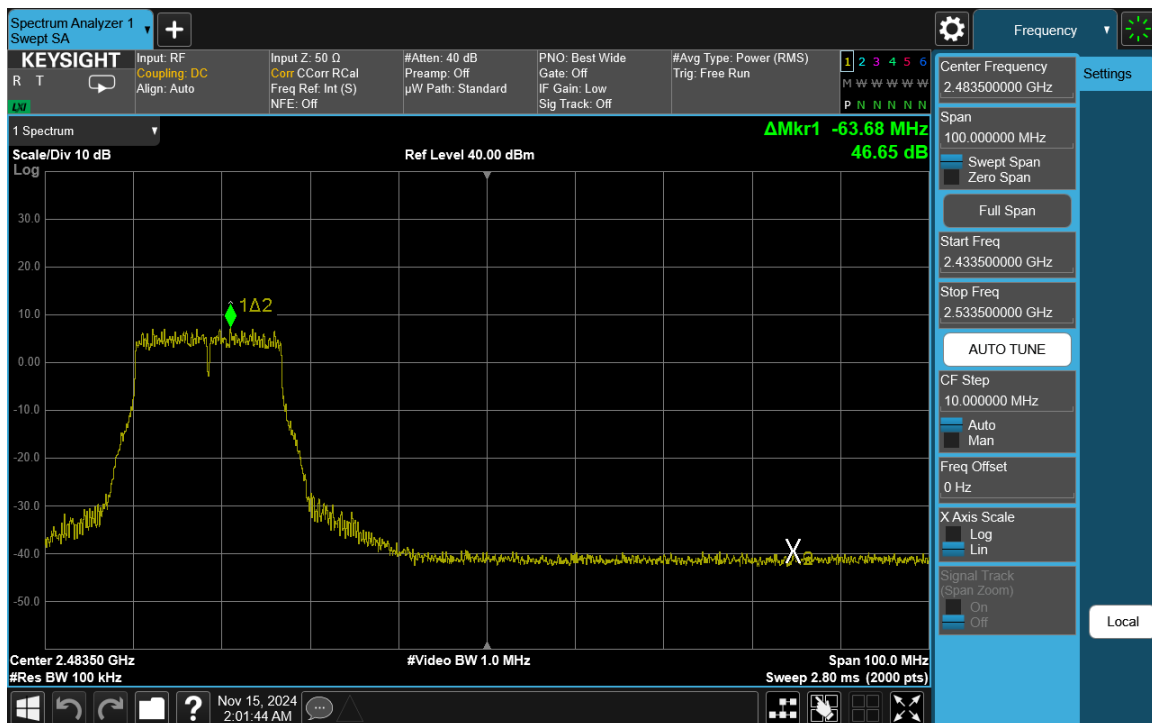 Spectrum Analyzer 1
Swept SA
+
Frequency
KEYSIGHT
R T
LXI
Input: RF
Coupling: DC
Align: Auto
Input Z: 50 Ω
Corr CCorr RCal
Freq Ref: Int (S)
NFE: Off
#Atten: 40 dB
Preamp: Off
µW Path: Standard
PNO: Best Wide
Gate: Off
IF Gain: Low
Sig Track: Off
#Avg Type: Power (RMS)
Trig: Free Run
1 2 3 4 5 6
M W W W W W
P N N N N N
1 Spectrum
Scale/Div 10 dB
Ref Level 40.00 dBm
ΔMkr1 -63.68 MHz
46.65 dB
Log
30.0
20.0
10.0
0.00
-10.0
-20.0
-30.0
-40.0
-50.0
1Δ2
X2
Center 2.48350 GHz
#Video BW 1.0 MHz
Span 100.0 MHz
#Res BW 100 kHz
Sweep 2.80 ms (2000 pts)
?
Nov 15, 2024
2:01:44 AM
Center Frequency
2.483500000 GHz
Span
100.000000 MHz
Swept Span
Zero Span
Full Span
Start Freq
2.433500000 GHz
Stop Freq
2.533500000 GHz
AUTO TUNE
CF Step
10.000000 MHz
Auto
Man
Freq Offset
0 Hz
X Axis Scale
Log
Lin
Signal Track
(Span Zoom)
On
Off
Settings
Local